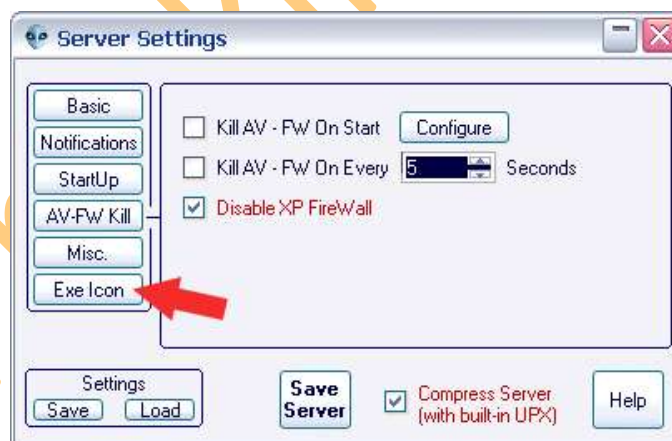 Server Settings
Basic
Notifications
StartUp
AV-FW Kill
Misc.
Exe Icon
Kill AV - FW On Start Configure
Kill AV - FW On Every 5 Seconds
Disable XP FireWall
Settings
Save Load
Save
Server
Compress Server
(with built-in UPX)
Help